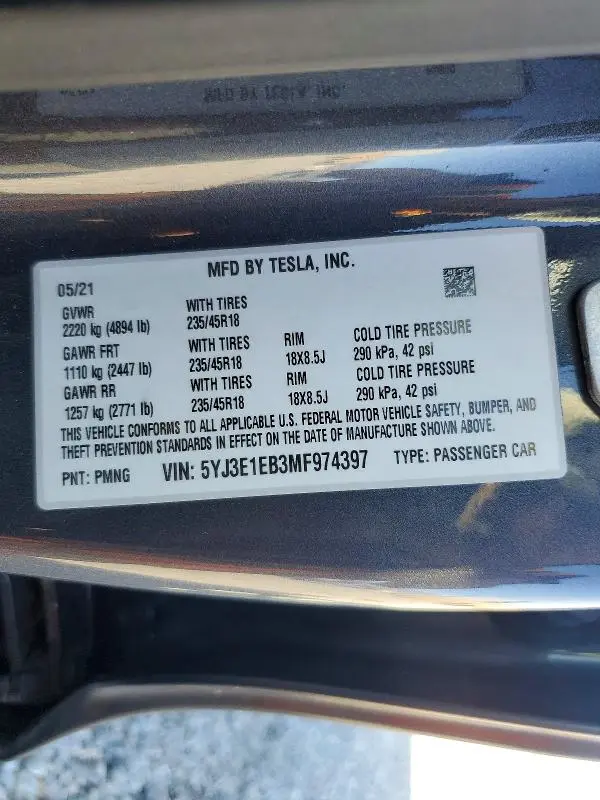 MFD BY TESLA, INC.
05/21
GVWR WITH TIRES
2220 kg (4894 lb) 235/45R18
GAWR FRT WITH TIRES RIM COLD TIRE PRESSURE
1110 kg (2447 lb) 235/45R18 18X8.5J 290 kPa, 42 psi
GAWR RR WITH TIRES RIM COLD TIRE PRESSURE
1257 kg (2771 lb) 235/45R18 18X8.5J 290 kPa, 42 psi
THIS VEHICLE CONFORMS TO ALL APPLICABLE U.S. FEDERAL MOTOR VEHICLE SAFETY, BUMPER, AND
THEFT PREVENTION STANDARDS IN EFFECT ON THE DATE OF MANUFACTURE SHOWN ABOVE.
PNT: PMNG VIN: 5YJ3E1EB3MF974397 TYPE: PASSENGER CAR